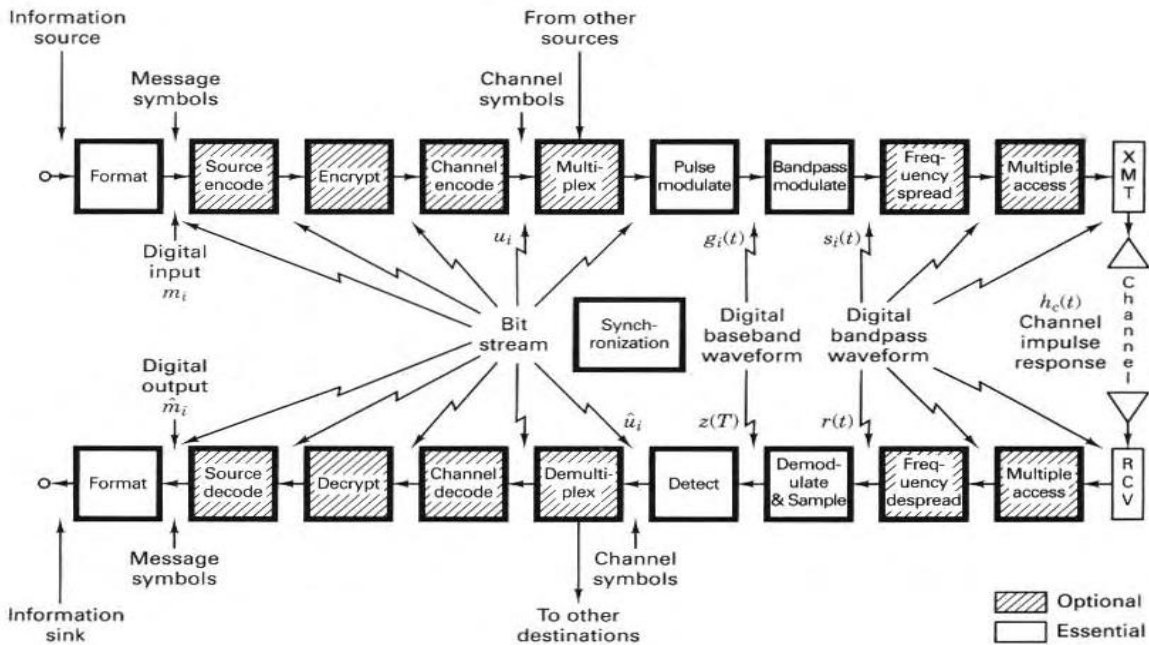 Information
source
From other
sources
Message
symbols
Channel
symbols
Format
Source
encode
Encrypt
Channel
encode
Multi-
plex
Pulse
modulate
Bandpass
modulate
Freq-
uency
spread
Multiple
access
X
M
T
Digital
input
m_i
u_i
g_i(t)
s_i(t)
Bit
stream
Synch-
ronization
Digital
baseband
waveform
Digital
bandpass
waveform
h_c(t)
Channel
impulse
response
C
h
a
n
n
e
l
Digital
output
m̂_i
û_i
z(T)
r(t)
Format
Source
decode
Decrypt
Channel
decode
Demulti-
plex
Detect
Demod-
ulate
& Sample
Freq-
uency
despread
Multiple
access
R
C
V
Message
symbols
Channel
symbols
Information
sink
To other
destinations
Optional
Essential